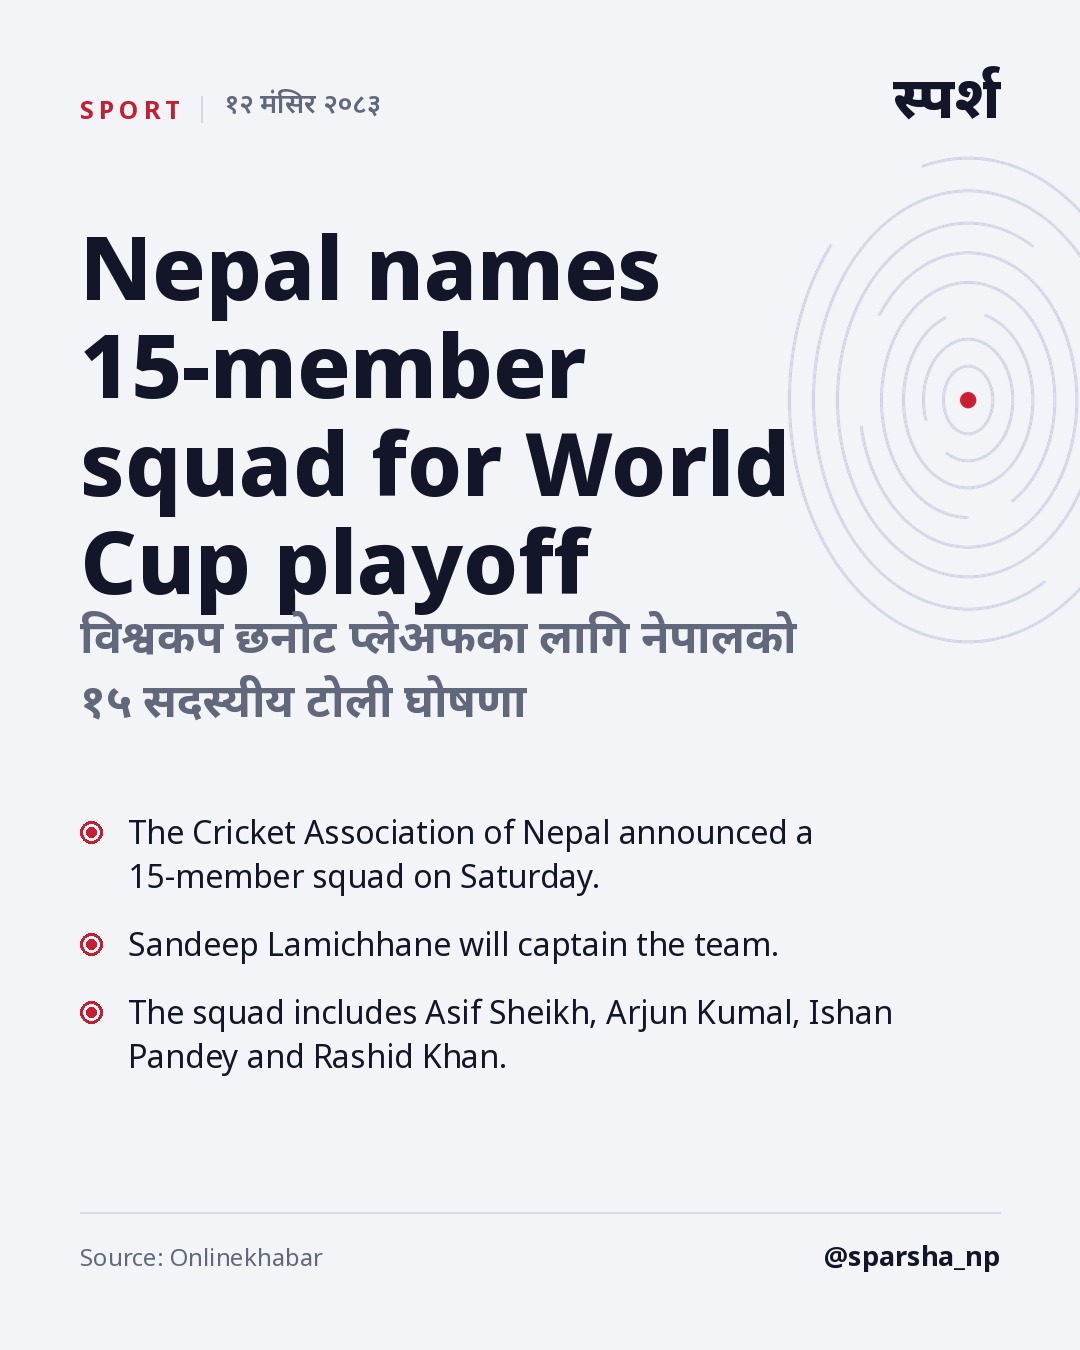 SPORT | १२ मंसिर २०८३
स्पर्श
Nepal names
15-member
squad for World
Cup playoff
विश्वकप छनोट प्लेअफका लागि नेपालको
१५ सदस्यीय टोली घोषणा
The Cricket Association of Nepal announced a
15-member squad on Saturday.
Sandeep Lamichhane will captain the team.
The squad includes Asif Sheikh, Arjun Kumal, Ishan
Pandey and Rashid Khan.
Source: Onlinekhabar
@sparsha_np